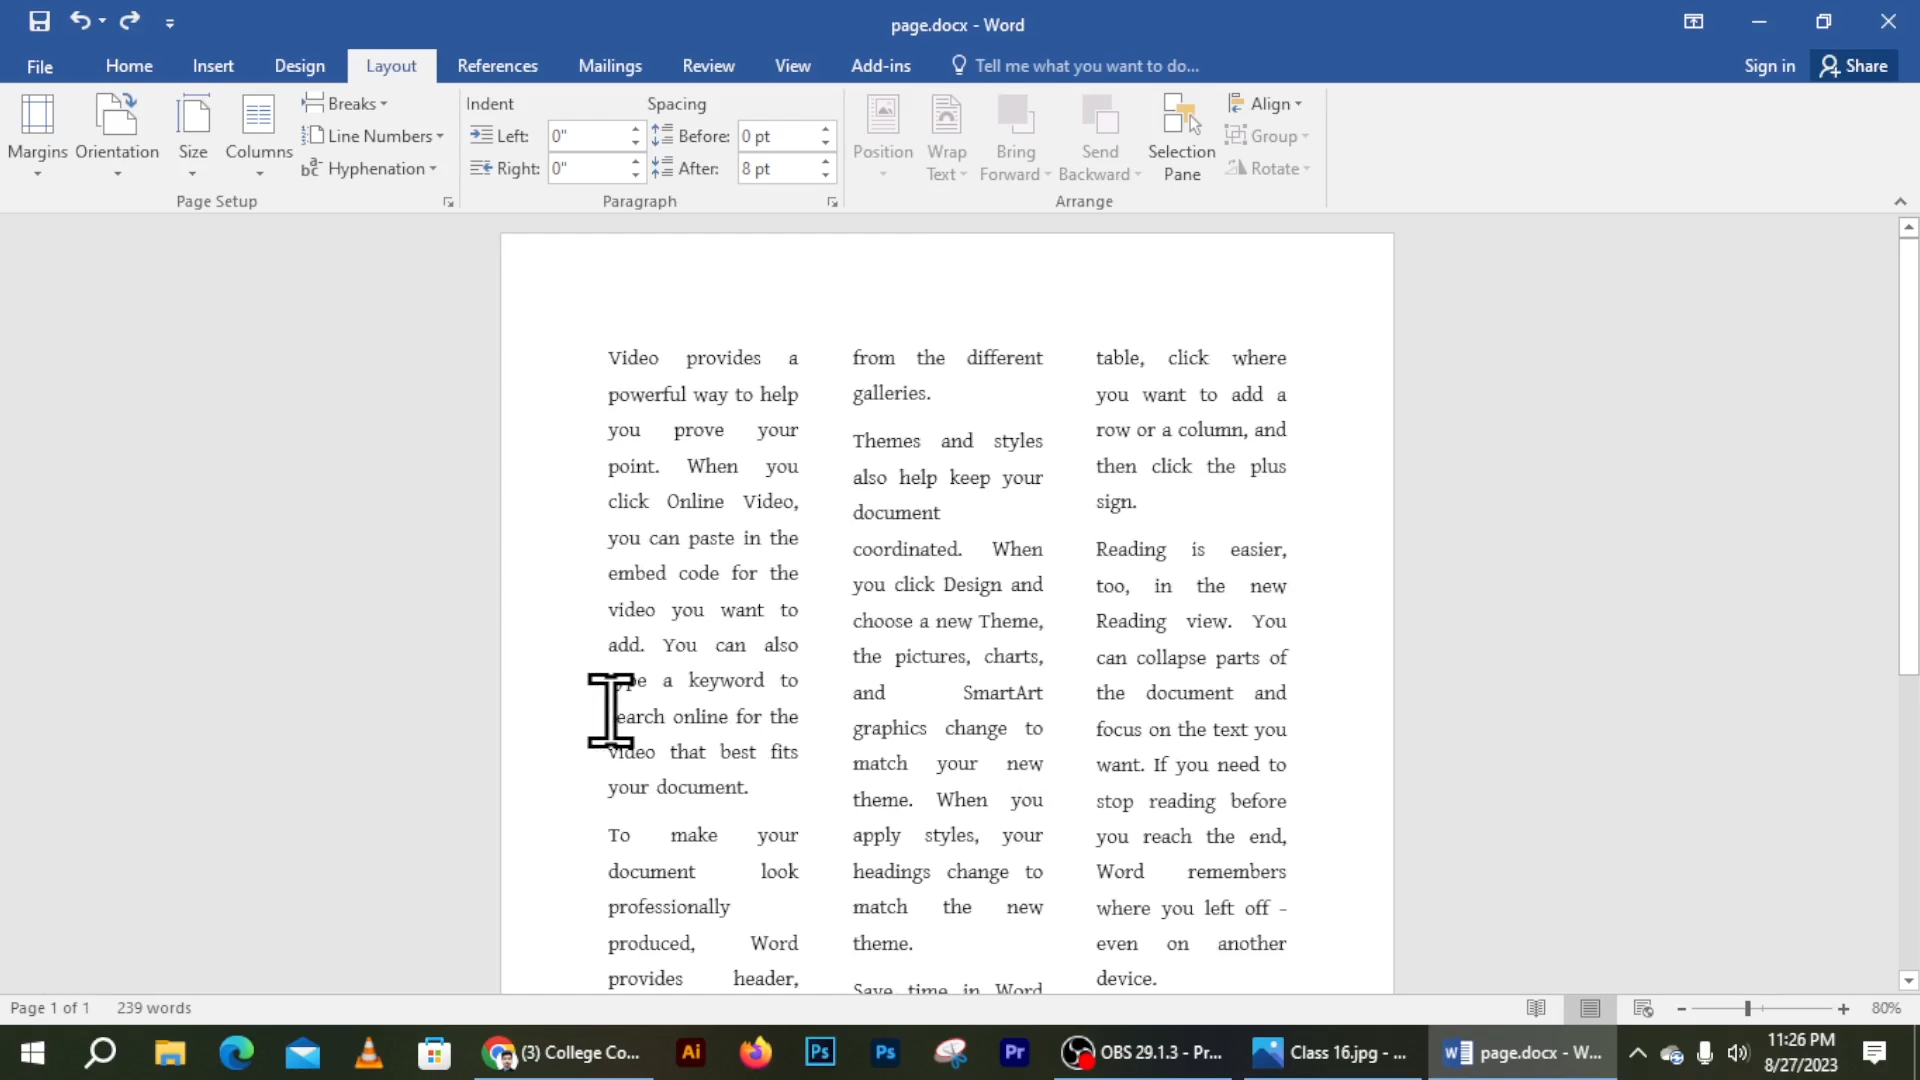 page.docx - Word
File Home Insert Design Layout References Mailings Review View Add-ins Tell me what you want to do... Sign in Share
Margins
Orientation
Size
Columns
Breaks
Line Numbers
Hyphenation
Page Setup
Indent
Left: 0"
Right: 0"
Spacing
Before: 0 pt
After: 8 pt
Paragraph
Position
Wrap
Text
Bring
Forward
Send
Backward
Selection
Pane
Align
Group
Rotate
Arrange
Video provides a
powerful way to help
you prove your
point. When you
click Online Video,
you can paste in the
embed code for the
video you want to
add. You can also
type a keyword to
search online for the
video that best fits
your document.
To make your
document look
professionally
produced, Word
provides header,
from the different
galleries.
Themes and styles
also help keep your
document
coordinated. When
you click Design and
choose a new Theme,
the pictures, charts,
and SmartArt
graphics change to
match your new
theme. When you
apply styles, your
headings change to
match the new
theme.
Save time in Word
table, click where
you want to add a
row or a column, and
then click the plus
sign.
Reading is easier,
too, in the new
Reading view. You
can collapse parts of
the document and
focus on the text you
want. If you need to
stop reading before
you reach the end,
Word remembers
where you left off -
even on another
device.
Page 1 of 1 239 words 80%
(3) College Co... Ai Ps Ps Pr OBS 29.1.3 - Pr... Class 16.jpg - ... page.docx - W... 11:26 PM
8/27/2023